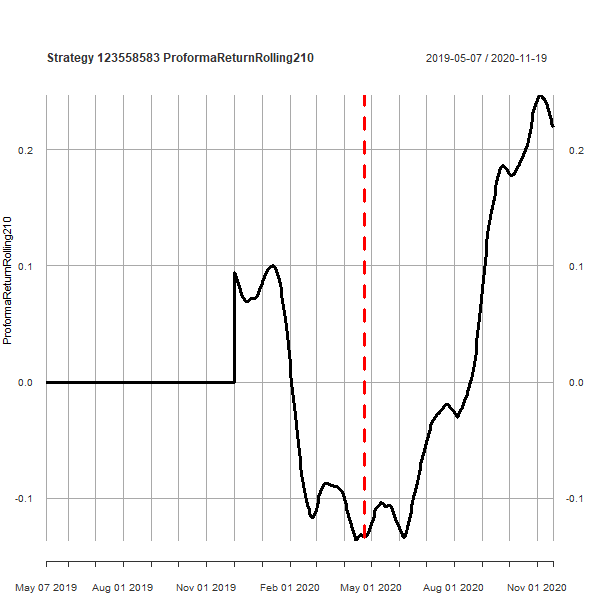 Strategy 123558583 ProformaReturnRolling210 2019-05-07 / 2020-11-19
0.2 0.2
0.1 0.1
0.0 0.0
-0.1 -0.1
ProformaReturnRolling210
May 07 2019 Aug 01 2019 Nov 01 2019 Feb 01 2020 May 01 2020 Aug 01 2020 Nov 01 2020